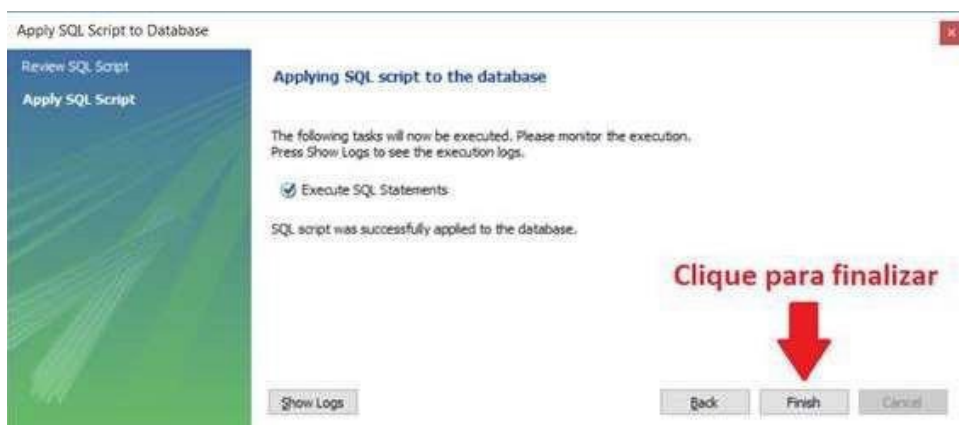 Apply SQL Script to Database
Review SQL Script
Apply SQL Script
Applying SQL script to the database
The following tasks will now be executed. Please monitor the execution.
Press Show Logs to see the execution logs.
Execute SQL Statements
SQL script was successfully applied to the database.
Clique para finalizar
Show Logs
Back
Finish
Cancel